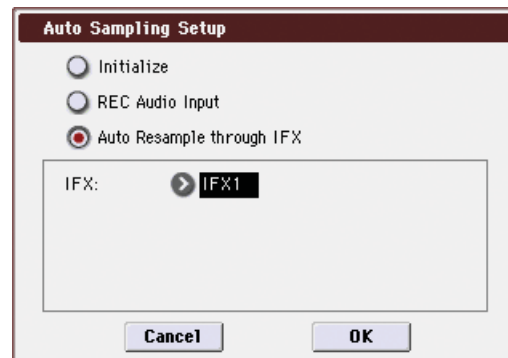 Auto Sampling Setup
Initialize
REC Audio Input
Auto Resample through IFX
IFX: IFX1
Cancel OK